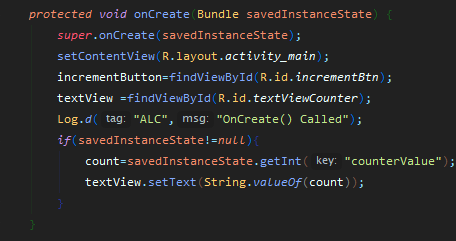 protected void onCreate(Bundle savedInstanceState) {
super.onCreate(savedInstanceState);
setContentView(R.layout.activity_main);
incrementButton=findViewById(R.id.incrementBtn);
textView =findViewById(R.id.textViewCounter);
Log.d( tag: "ALC", msg: "OnCreate() Called");
if(savedInstanceState!=null){
count=savedInstanceState.getInt( key: "counterValue");
textView.setText(String.valueOf(count));
}
}